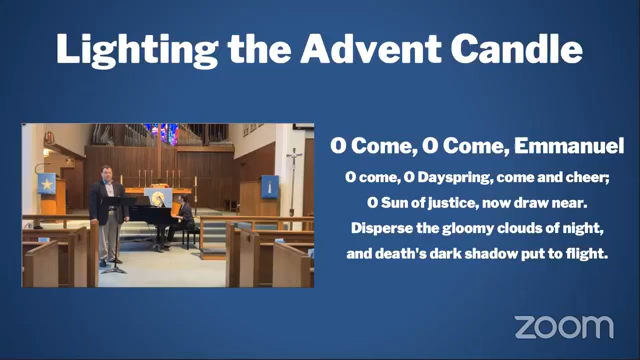 Lighting the Advent Candle
O Come, O Come, Emmanuel
O come, O Dayspring, come and cheer;
O Sun of justice, now draw near.
Disperse the gloomy clouds of night,
and death's dark shadow put to flight.
zoom